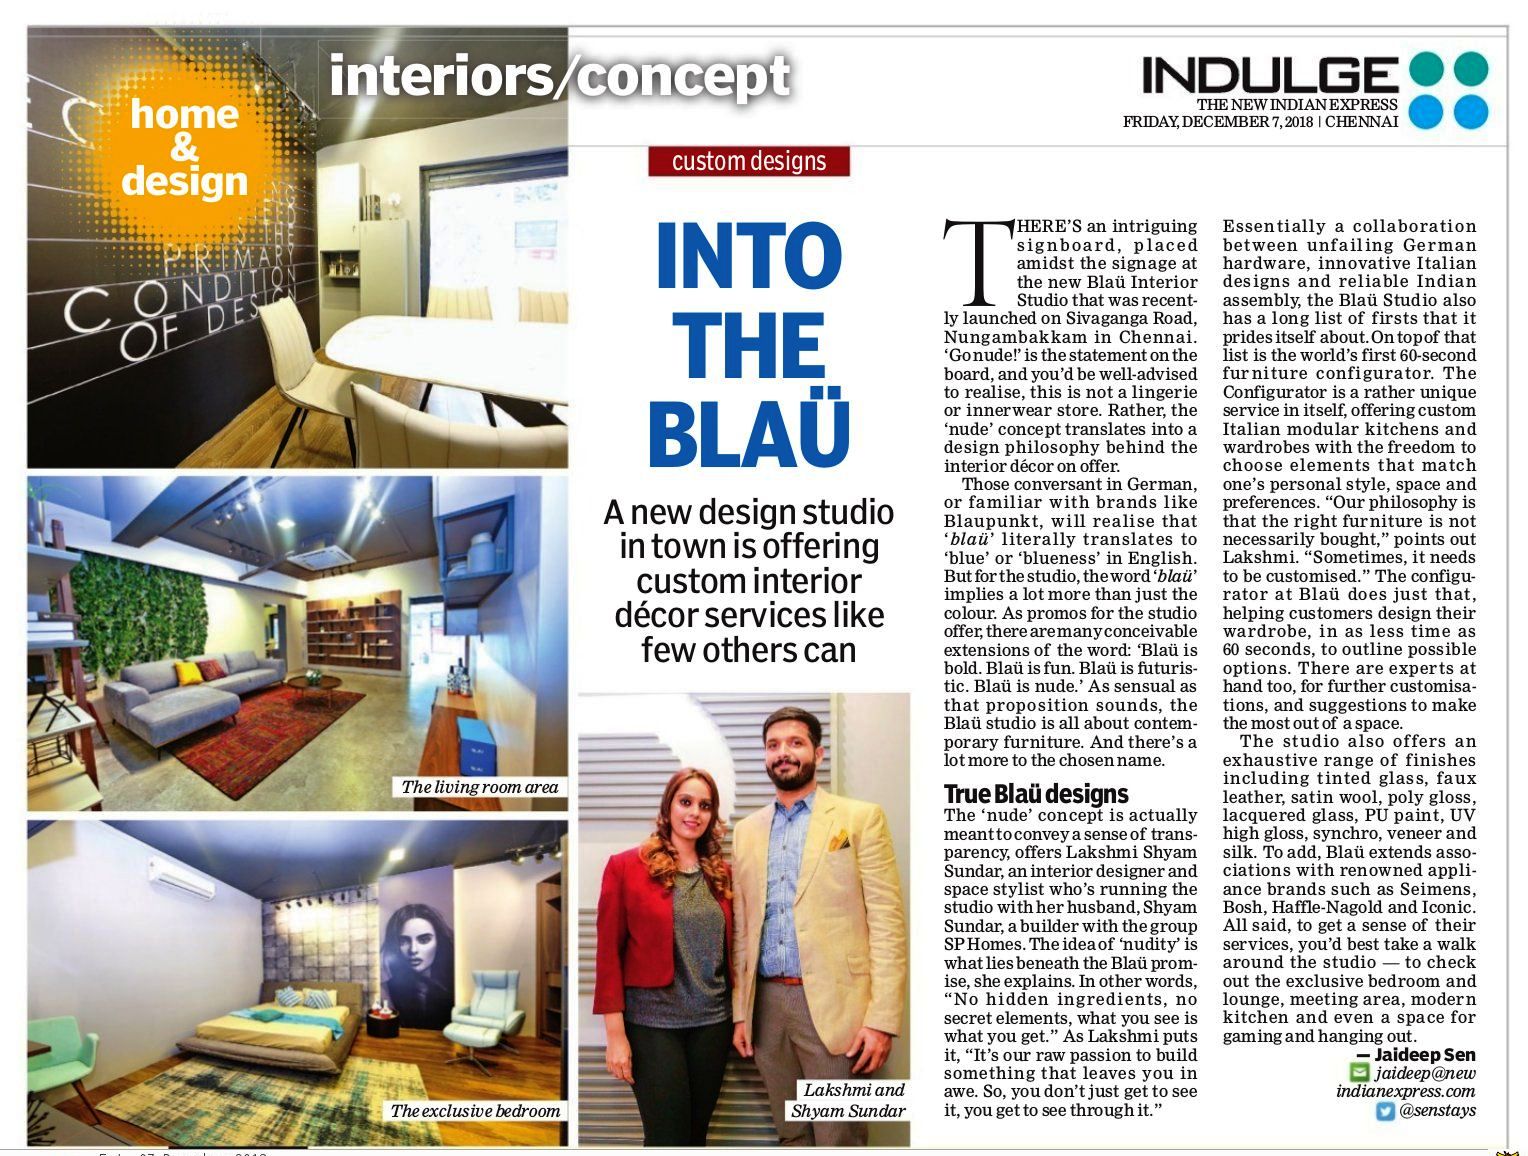 home
&
design
interiors/concept
INDULGE
THE NEW INDIAN EXPRESS
FRIDAY, DECEMBER 7, 2018 | CHENNAI
PRIMARY
CONDITION
OF DESIGN
custom designs
INTO
THE
BLAÜ
A new design studio
in town is offering
custom interior
décor services like
few others can
The living room area
The exclusive bedroom
Lakshmi and
Shyam Sundar
THERE'S an intriguing
signboard, placed
amidst the signage at
the new Blaü Interior
Studio that was recent-
ly launched on Sivaganga Road,
Nungambakkam in Chennai.
‘Go nude!’ is the statement on the
board, and you’d be well-advised
to realise, this is not a lingerie
or innerwear store. Rather, the
‘nude’ concept translates into a
design philosophy behind the
interior décor on offer.
Those conversant in German,
or familiar with brands like
Blaupunkt, will realise that
‘blaü’ literally translates to
‘blue’ or ‘blueness’ in English.
But for the studio, the word ‘blaü’
implies a lot more than just the
colour. As promos for the studio
offer, there are many conceivable
extensions of the word: ‘Blaü is
bold. Blaü is fun. Blaü is futuris-
tic. Blaü is nude.’ As sensual as
that proposition sounds, the
Blaü studio is all about contem-
porary furniture. And there’s a
lot more to the chosen name.
True Blaü designs
The ‘nude’ concept is actually
meant to convey a sense of trans-
parency, offers Lakshmi Shyam
Sundar, an interior designer and
space stylist who’s running the
studio with her husband, Shyam
Sundar, a builder with the group
SP Homes. The idea of ‘nudity’ is
what lies beneath the Blaü prom-
ise, she explains. In other words,
“No hidden ingredients, no
secret elements, what you see is
what you get.” As Lakshmi puts
it, “It’s our raw passion to build
something that leaves you in
awe. So, you don’t just get to see
it, you get to see through it.”
Essentially a collaboration
between unfailing German
hardware, innovative Italian
designs and reliable Indian
assembly, the Blaü Studio also
has a long list of firsts that it
prides itself about. On top of that
list is the world’s first 60-second
furniture configurator. The
Configurator is a rather unique
service in itself, offering custom
Italian modular kitchens and
wardrobes with the freedom to
choose elements that match
one’s personal style, space and
preferences. “Our philosophy is
that the right furniture is not
necessarily bought,” points out
Lakshmi. “Sometimes, it needs
to be customised.” The configu-
rator at Blaü does just that,
helping customers design their
wardrobe, in as less time as
60 seconds, to outline possible
options. There are experts at
hand too, for further customisa-
tions, and suggestions to make
the most out of a space.
The studio also offers an
exhaustive range of finishes
including tinted glass, faux
leather, satin wool, poly gloss,
lacquered glass, PU paint, UV
high gloss, synchro, veneer and
silk. To add, Blaü extends asso-
ciations with renowned appli-
ance brands such as Seimens,
Bosh, Haffle-Nagold and Iconic.
All said, to get a sense of their
services, you’d best take a walk
around the studio — to check
out the exclusive bedroom and
lounge, meeting area, modern
kitchen and even a space for
gaming and hanging out.
— Jaideep Sen
jaideep@new
indianexpress.com
@senstays